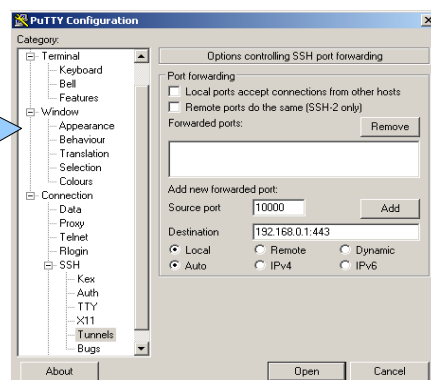 PuTTY Configuration
Category:
Terminal
Keyboard
Bell
Features
Window
Appearance
Behaviour
Translation
Selection
Colours
Connection
Data
Proxy
Telnet
Rlogin
SSH
Kex
Auth
TTY
X11
Tunnels
Bugs
Options controlling SSH port forwarding
Port forwarding
Local ports accept connections from other hosts
Remote ports do the same (SSH-2 only)
Forwarded ports:
Remove
Add new forwarded port:
Source port 10000 Add
Destination 192.168.0.1:443
Local Remote Dynamic
Auto IPv4 IPv6
About Open Cancel